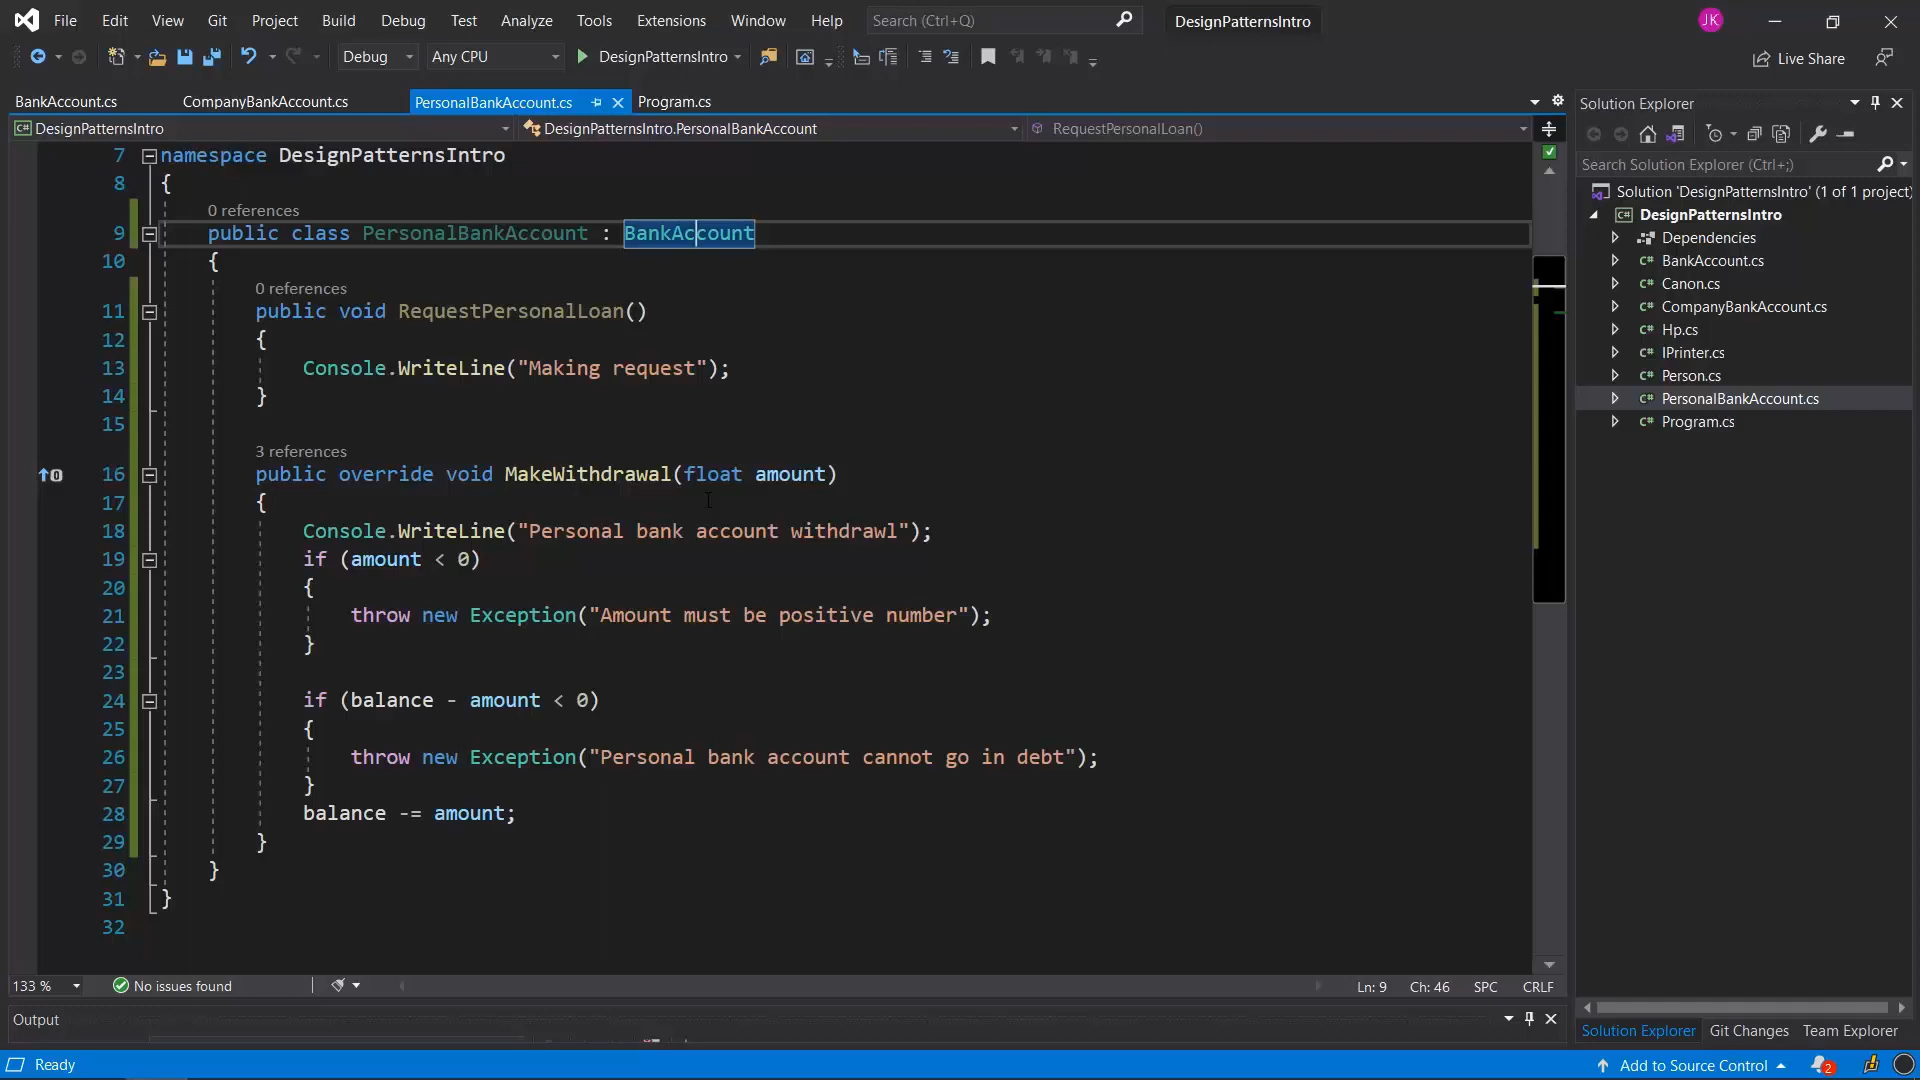 File Edit View Git Project Build Debug Test Analyze Tools Extensions Window Help Search (Ctrl+Q) DesignPatternsIntro JK
Debug Any CPU DesignPatternsIntro Live Share
BankAccount.cs CompanyBankAccount.cs PersonalBankAccount.cs Program.cs
DesignPatternsIntro DesignPatternsIntro.PersonalBankAccount RequestPersonalLoan()
7 namespace DesignPatternsIntro
8 {
0 references
9 public class PersonalBankAccount : BankAccount
10 {
0 references
11 public void RequestPersonalLoan()
12 {
13 Console.WriteLine("Making request");
14 }
15
3 references
16 public override void MakeWithdrawal(float amount)
17 {
18 Console.WriteLine("Personal bank account withdrawl");
19 if (amount < 0)
20 {
21 throw new Exception("Amount must be positive number");
22 }
23
24 if (balance - amount < 0)
25 {
26 throw new Exception("Personal bank account cannot go in debt");
27 }
28 balance -= amount;
29 }
30 }
31 }
32
133 % No issues found Ln: 9 Ch: 46 SPC CRLF
Output
Solution Explorer
Search Solution Explorer (Ctrl+;)
Solution 'DesignPatternsIntro' (1 of 1 project)
C# DesignPatternsIntro
Dependencies
C# BankAccount.cs
C# Canon.cs
C# CompanyBankAccount.cs
C# Hp.cs
C# IPrinter.cs
C# Person.cs
C# PersonalBankAccount.cs
C# Program.cs
Solution Explorer Git Changes Team Explorer
Ready Add to Source Control 2